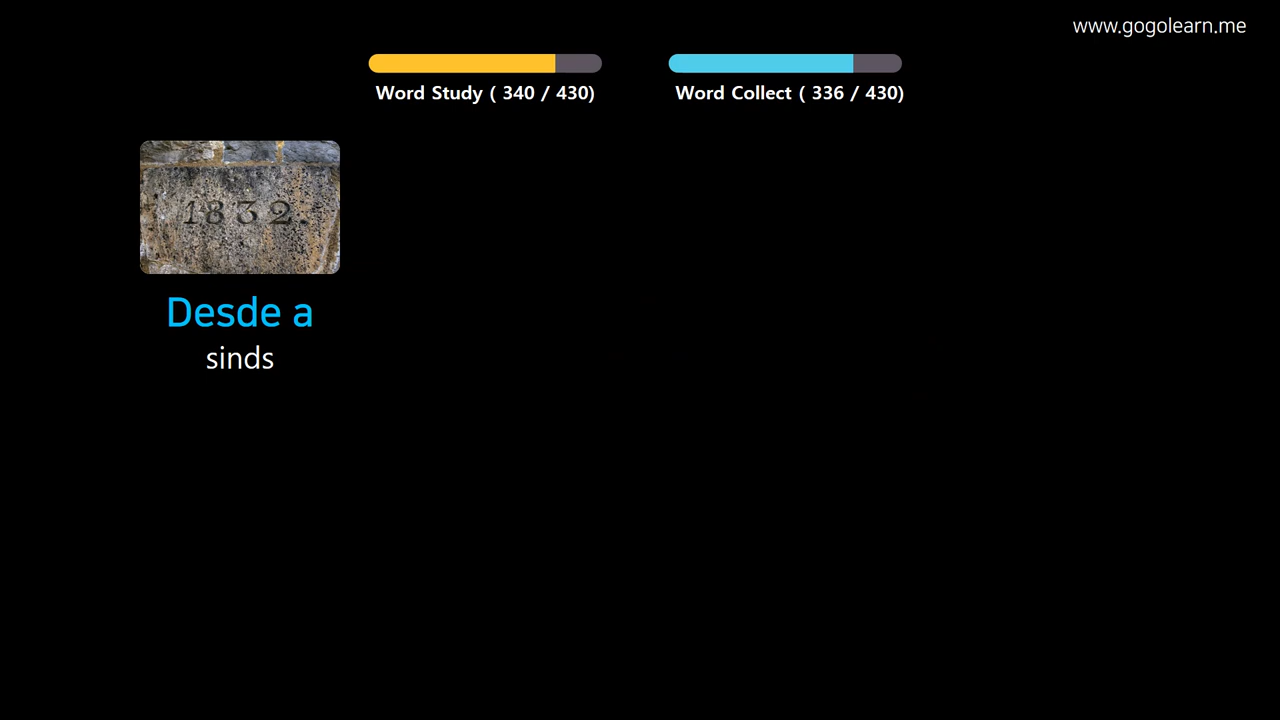 www.gogolearn.me
Word Study ( 340 / 430)
Word Collect ( 336 / 430)
1832.
Desde a
sinds